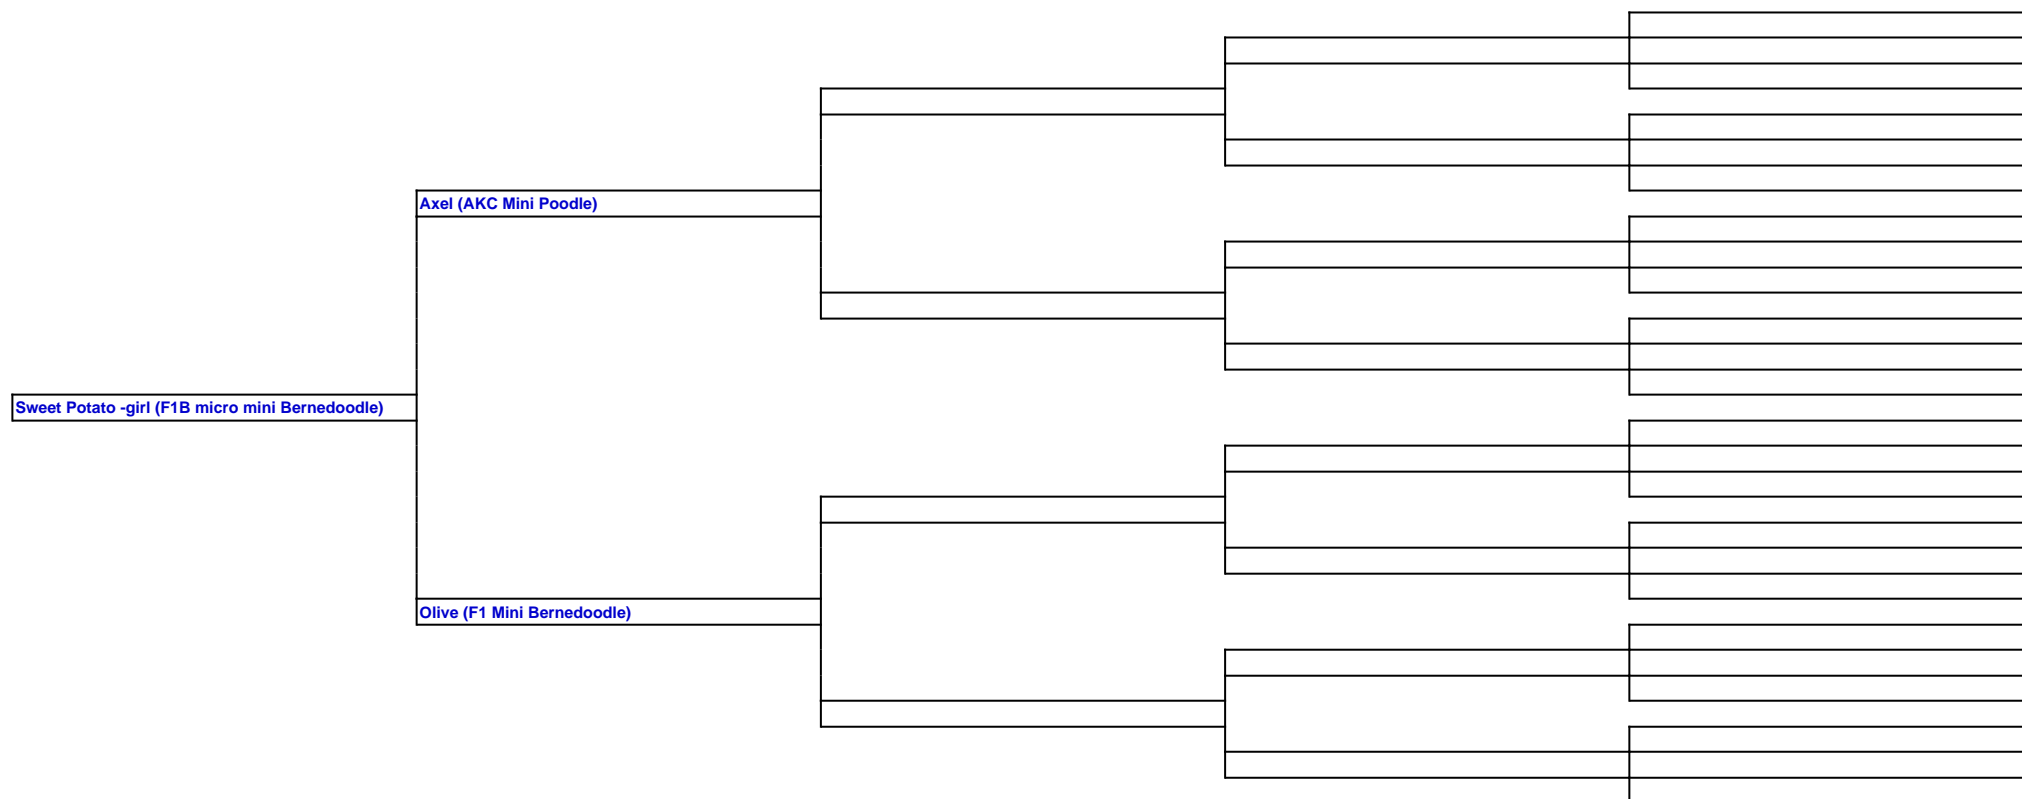 Axel (AKC Mini Poodle)
Sweet Potato -girl (F1B micro mini Bernedoodle)
Olive (F1 Mini Bernedoodle)